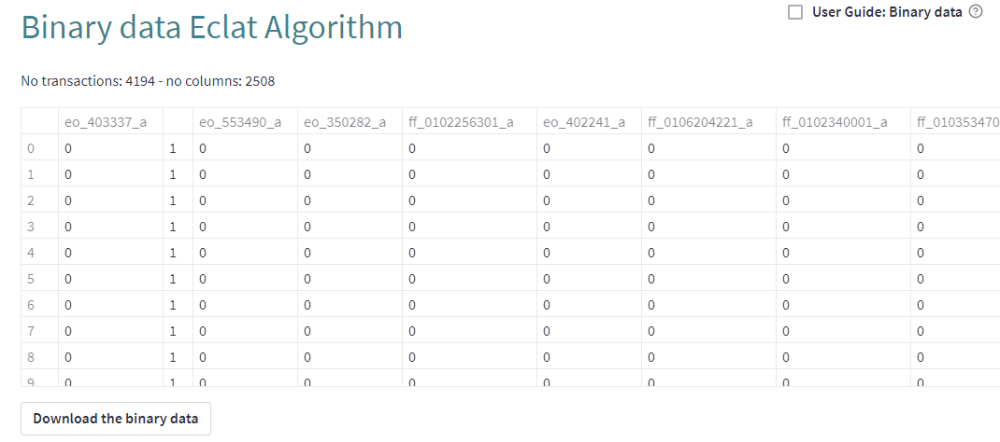 Binary data Eclat Algorithm
User Guide: Binary data
No transactions: 4194 - no columns: 2508
eo_403337_a eo_553490_a eo_350282_a ff_0102256301_a eo_402241_a ff_0106204221_a ff_0102340001_a ff_010353470
0 0 1 0 0 0 0 0 0 0
1 0 1 0 0 0 0 0 0 0
2 0 1 0 0 0 0 0 0 0
3 0 1 0 0 0 0 0 0 0
4 0 1 0 0 0 0 0 0 0
5 0 1 0 0 0 0 0 0 0
6 0 1 0 0 0 0 0 0 0
7 0 1 0 0 0 0 0 0 0
8 0 1 0 0 0 0 0 0 0
9 0 1 0 0 0 0 0 0 0
Download the binary data